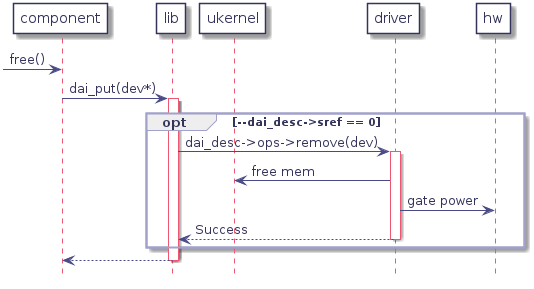 component lib ukernel driver hw
free()
dai_put(dev*)
opt [--dai_desc->sref == 0]
dai_desc->ops->remove(dev)
free mem
gate power
Success